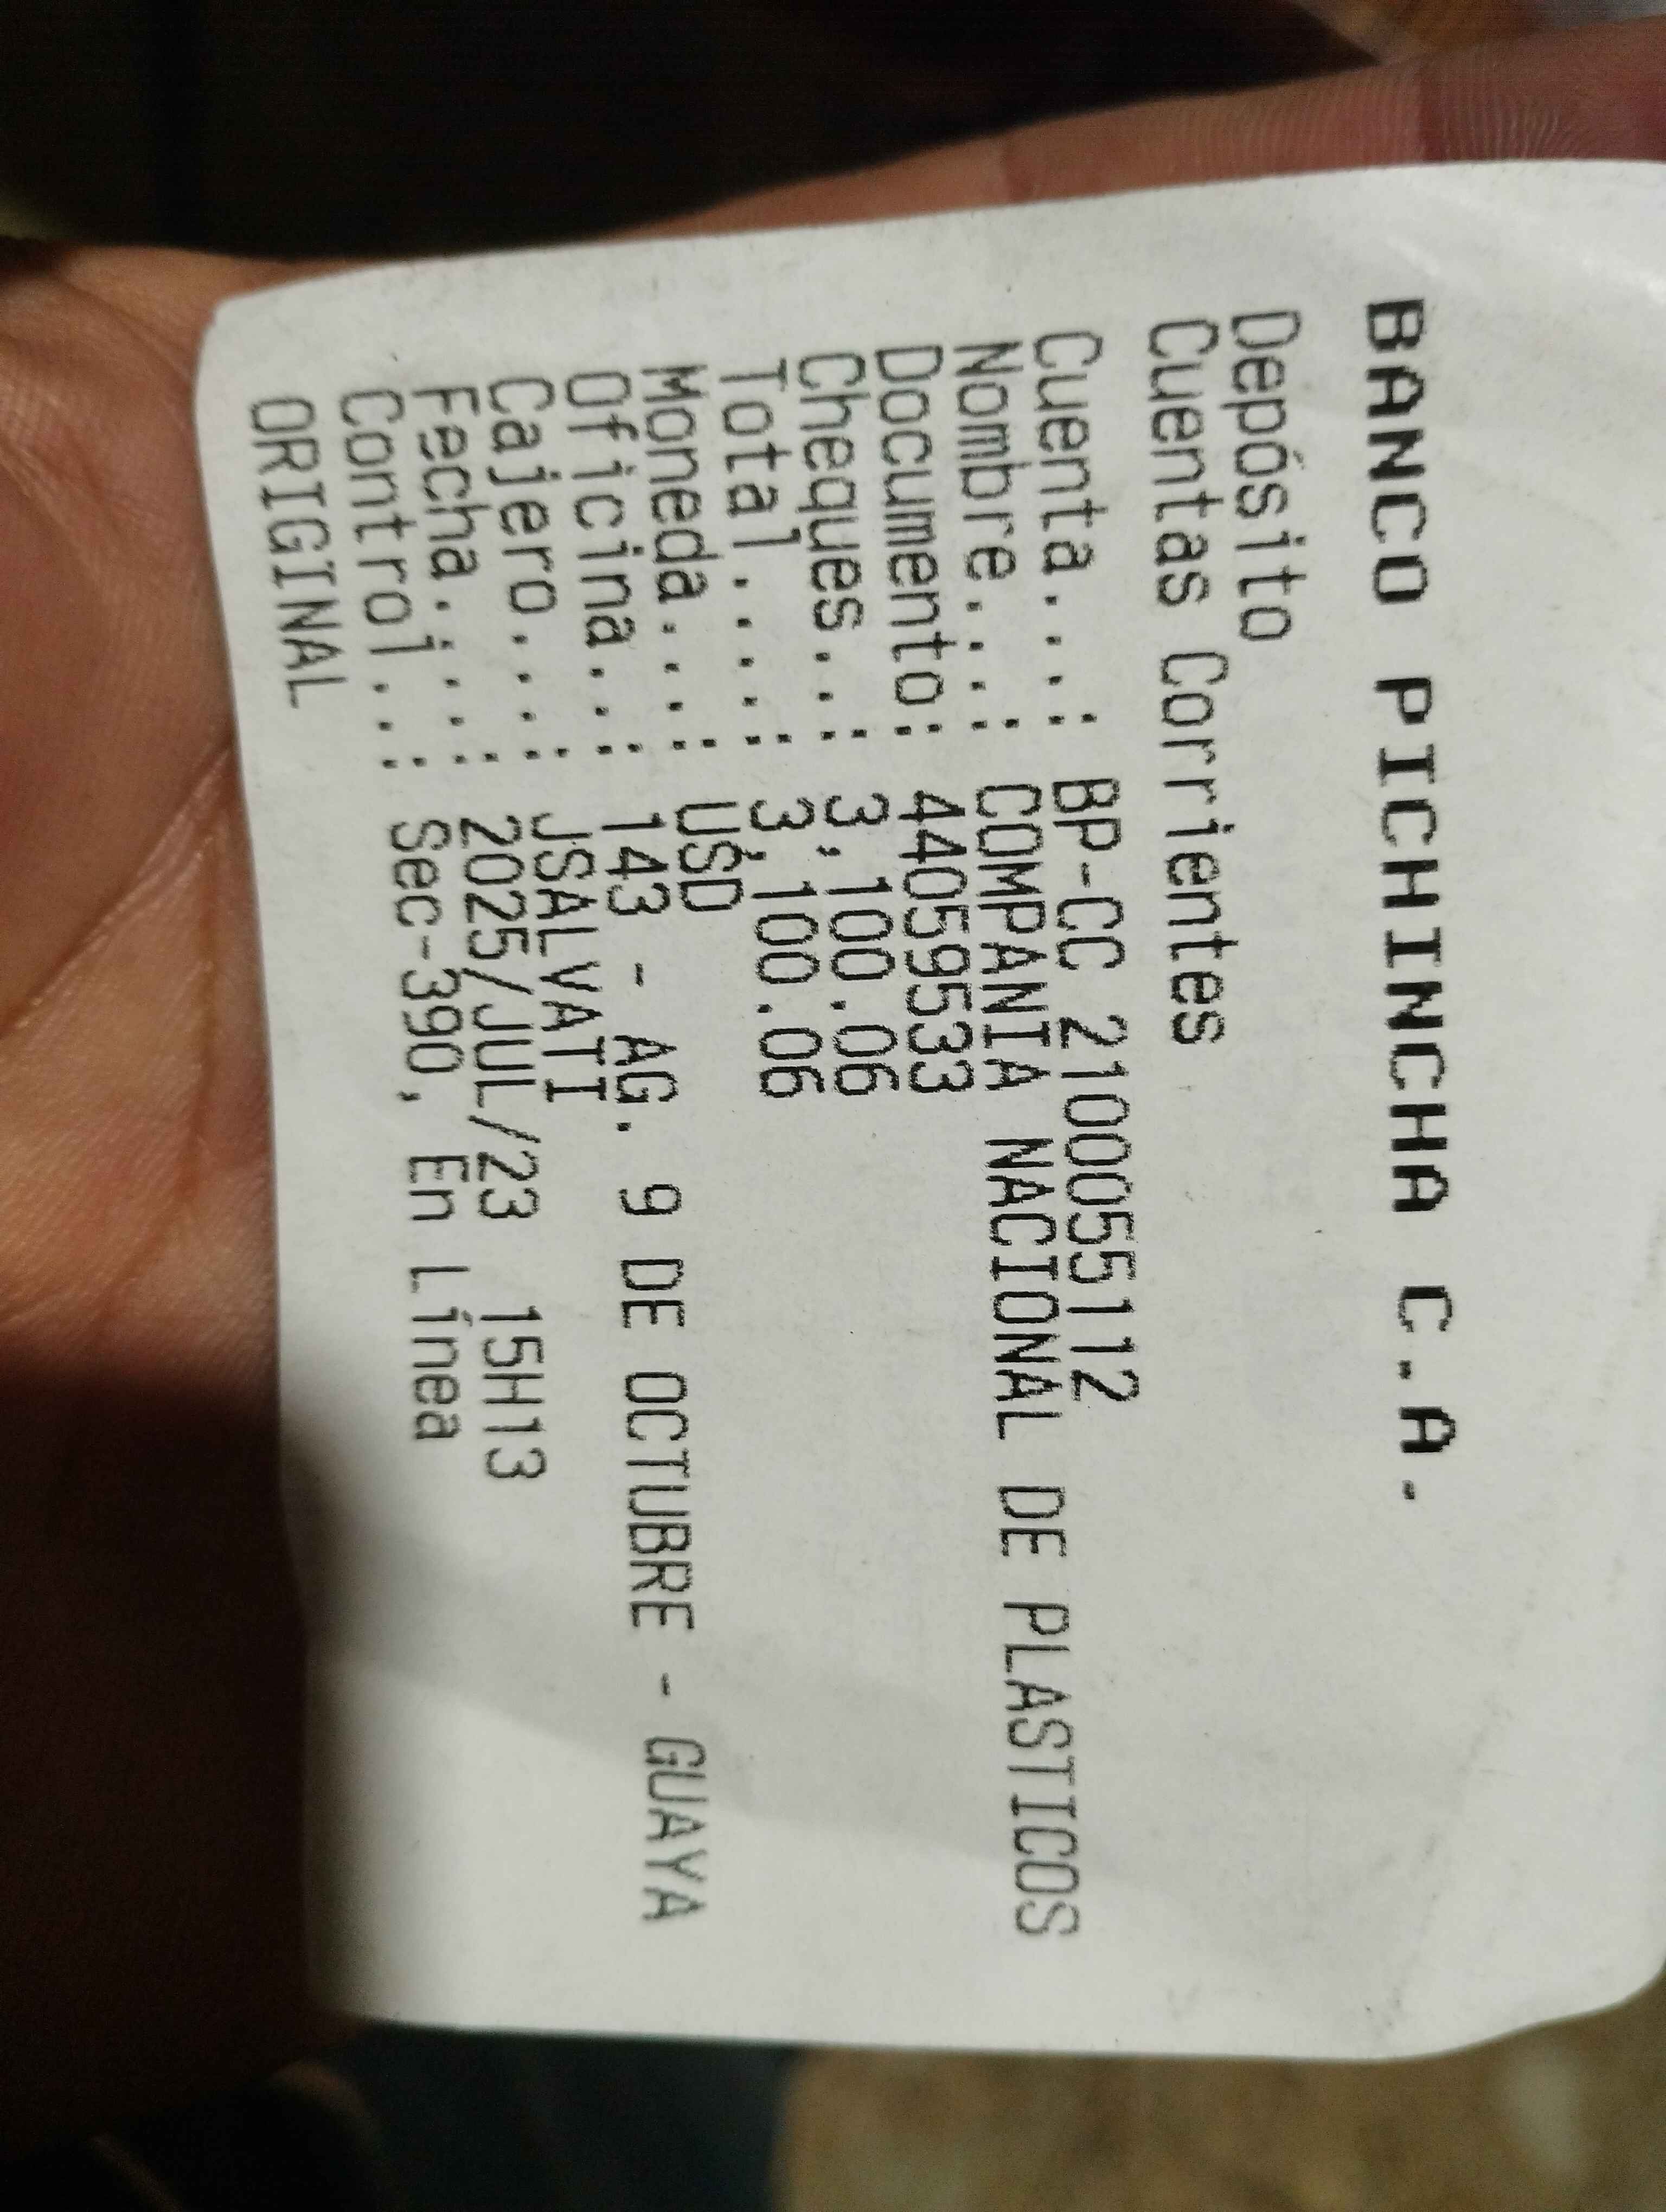 BANCO PICHINCHA C.A.
Depósito
Cuentas Corrientes
Cuenta....: BP-CC 2100055112
Nombre....: COMPANIA NACIONAL DE PLASTICOS
Documento: 44059533
Cheques..: 3,100.06
Total.....: 3,100.06
Moneda....: USD
Oficina...: 143 - AG. 9 DE OCTUBRE - GUAYA
Cajero....: JSALVATI
Fecha.....: 2025/JUL/23 15H13
Control...: Sec-390, En Línea
ORIGINAL